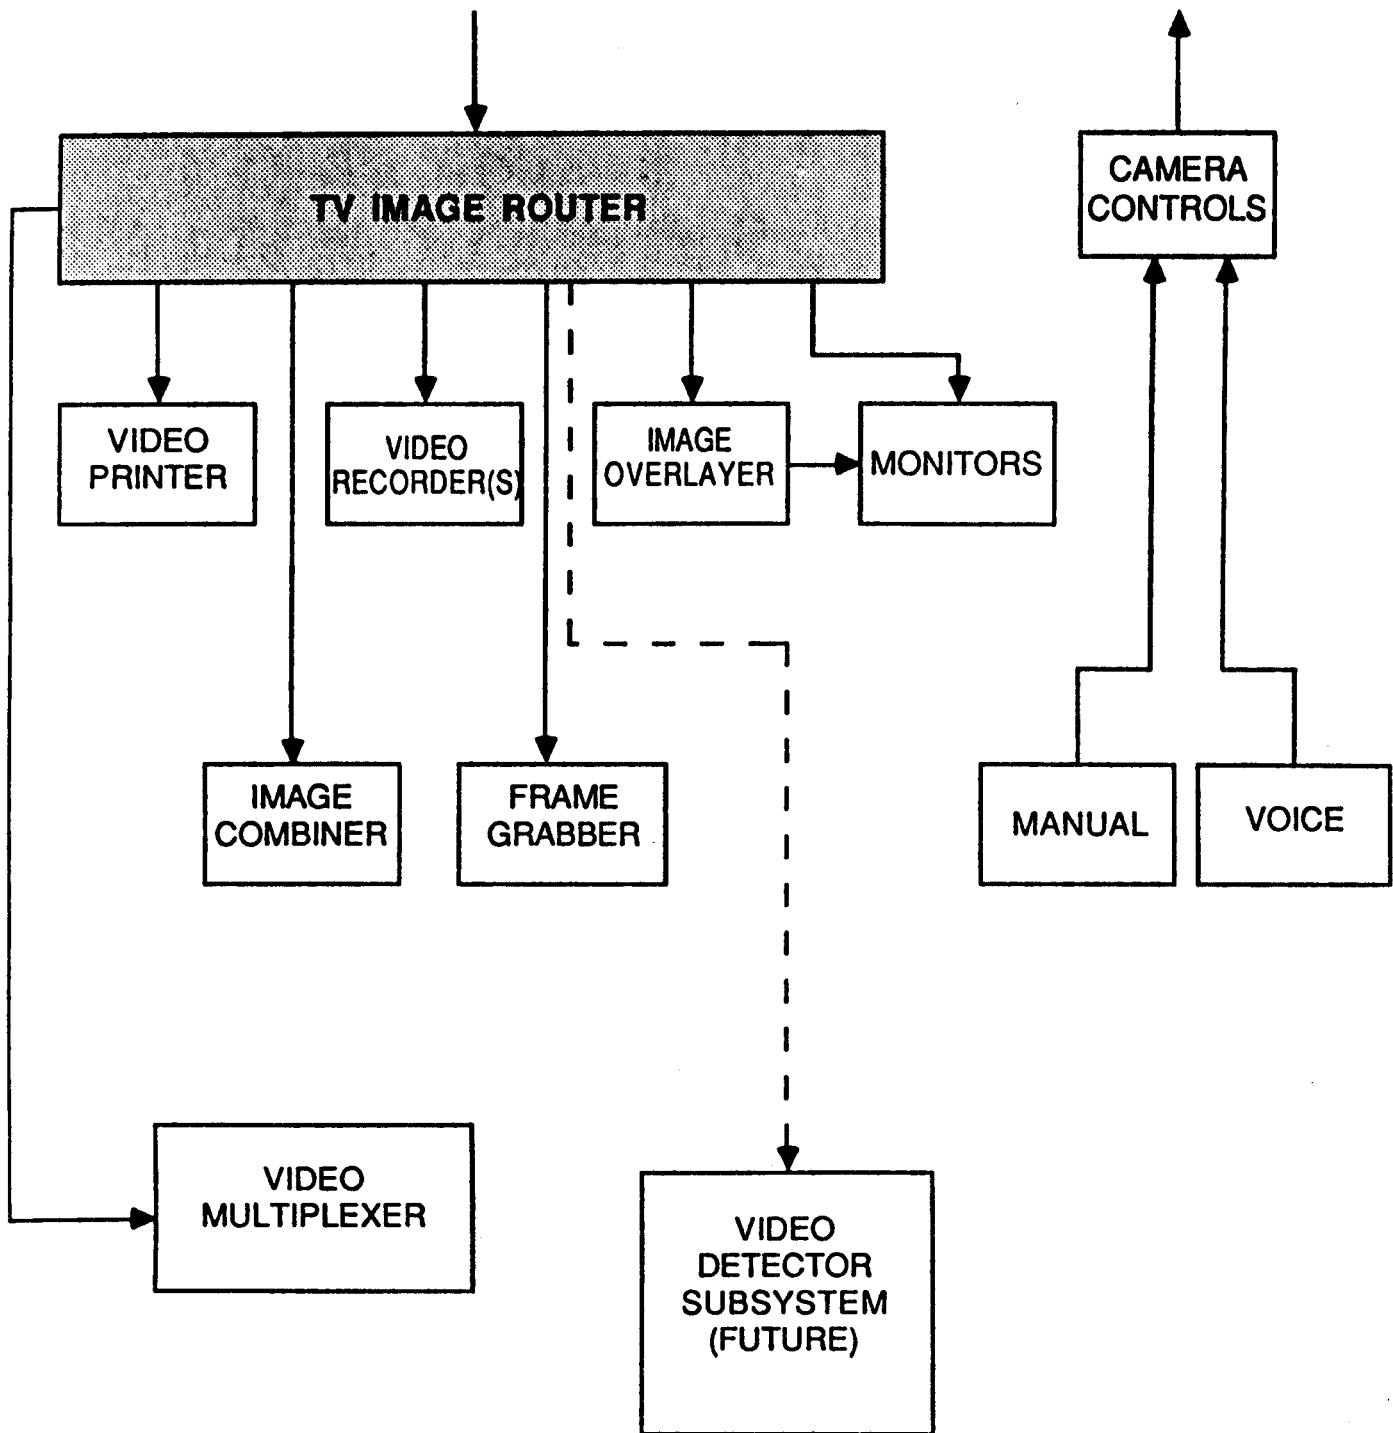 TV IMAGE ROUTER
CAMERA
CONTROLS
VIDEO
PRINTER
VIDEO
RECORDER(S)
IMAGE
OVERLAYER
MONITORS
IMAGE
COMBINER
FRAME
GRABBER
MANUAL
VOICE
VIDEO
MULTIPLEXER
VIDEO
DETECTOR
SUBSYSTEM
(FUTURE)